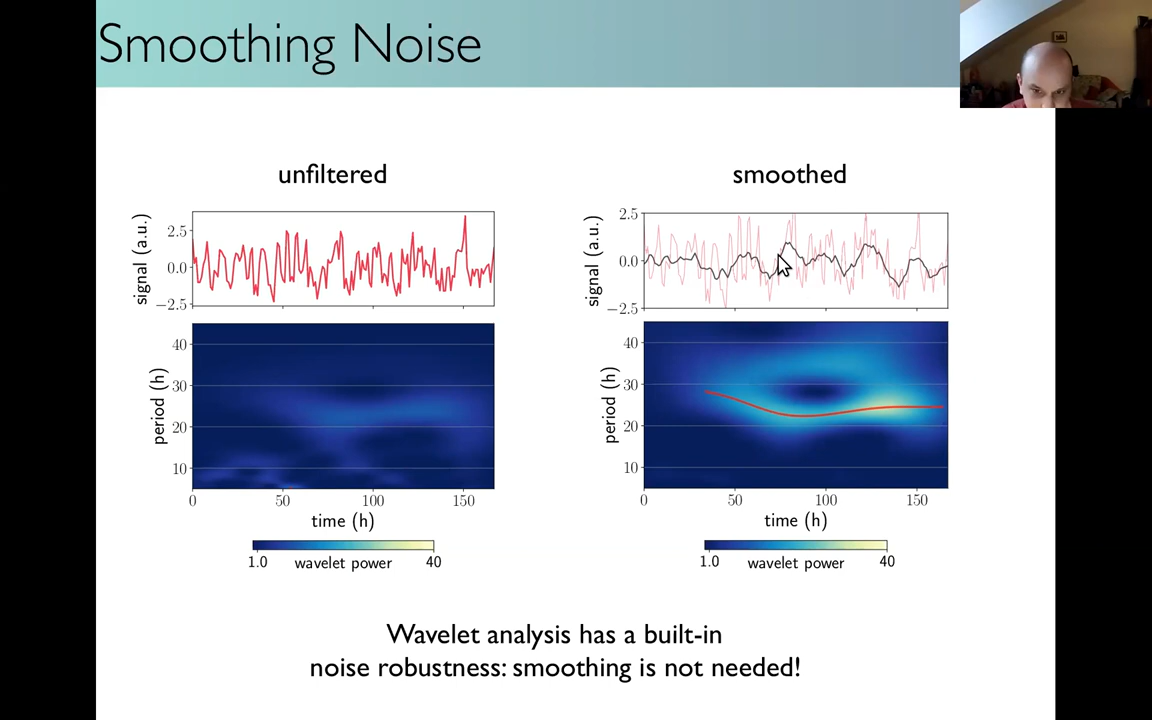 Smoothing Noise
unfiltered
smoothed
signal (a.u.)
2.5
0.0
−2.5
signal (a.u.)
2.5
0.0
−2.5
period (h)
40
30
20
10
0 50 100 150
time (h)
1.0 wavelet power 40
period (h)
40
30
20
10
0 50 100 150
time (h)
1.0 wavelet power 40
Wavelet analysis has a built-in
noise robustness: smoothing is not needed!